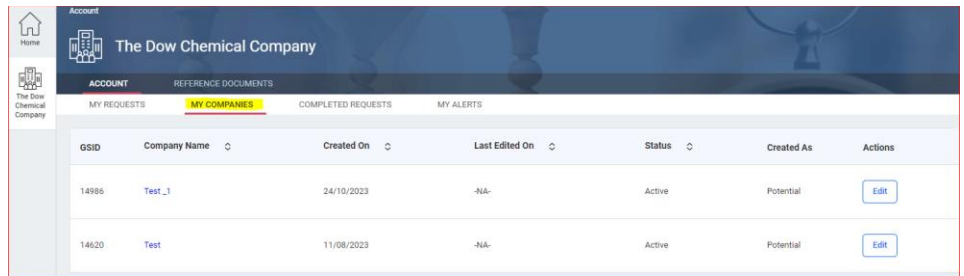 Account
Home
The Dow Chemical Company
The Dow
Chemical
Company
ACCOUNT REFERENCE DOCUMENTS
MY REQUESTS MY COMPANIES COMPLETED REQUESTS MY ALERTS
GSID Company Name Created On Last Edited On Status Created As Actions
14986 Test _1 24/10/2023 -NA- Active Potential Edit
14620 Test 11/08/2023 -NA- Active Potential Edit